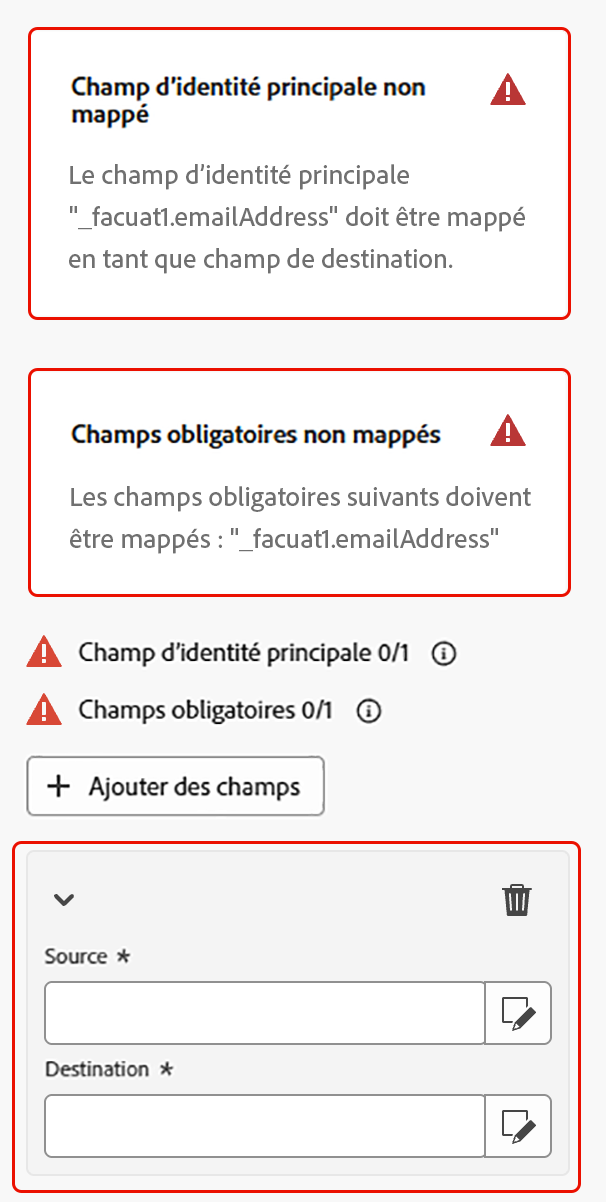 Champ d’identité principale non
mappé
Le champ d’identité principale
"_facuat1.emailAddress" doit être mappé
en tant que champ de destination.
Champs obligatoires non mappés
Les champs obligatoires suivants doivent
être mappés : "_facuat1.emailAddress"
Champ d’identité principale 0/1
Champs obligatoires 0/1
+ Ajouter des champs
Source *
Destination *